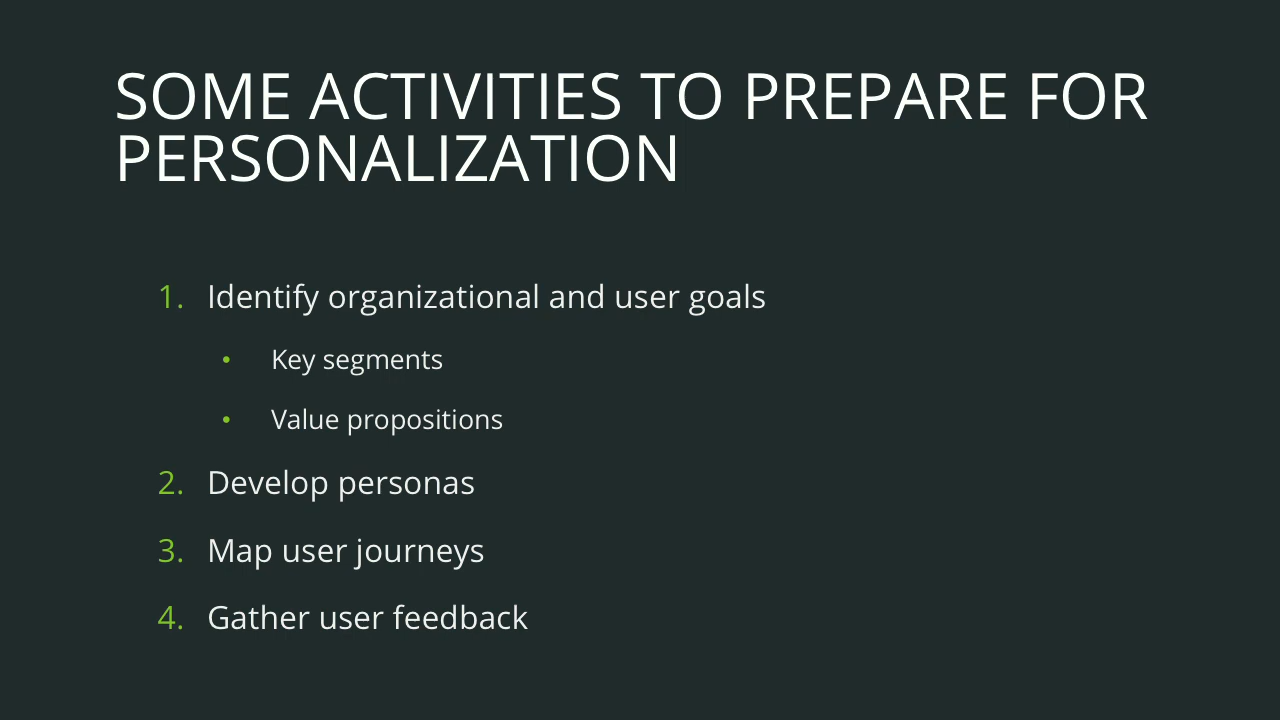 SOME ACTIVITIES TO PREPARE FOR
PERSONALIZATION
1. Identify organizational and user goals
• Key segments
• Value propositions
2. Develop personas
3. Map user journeys
4. Gather user feedback